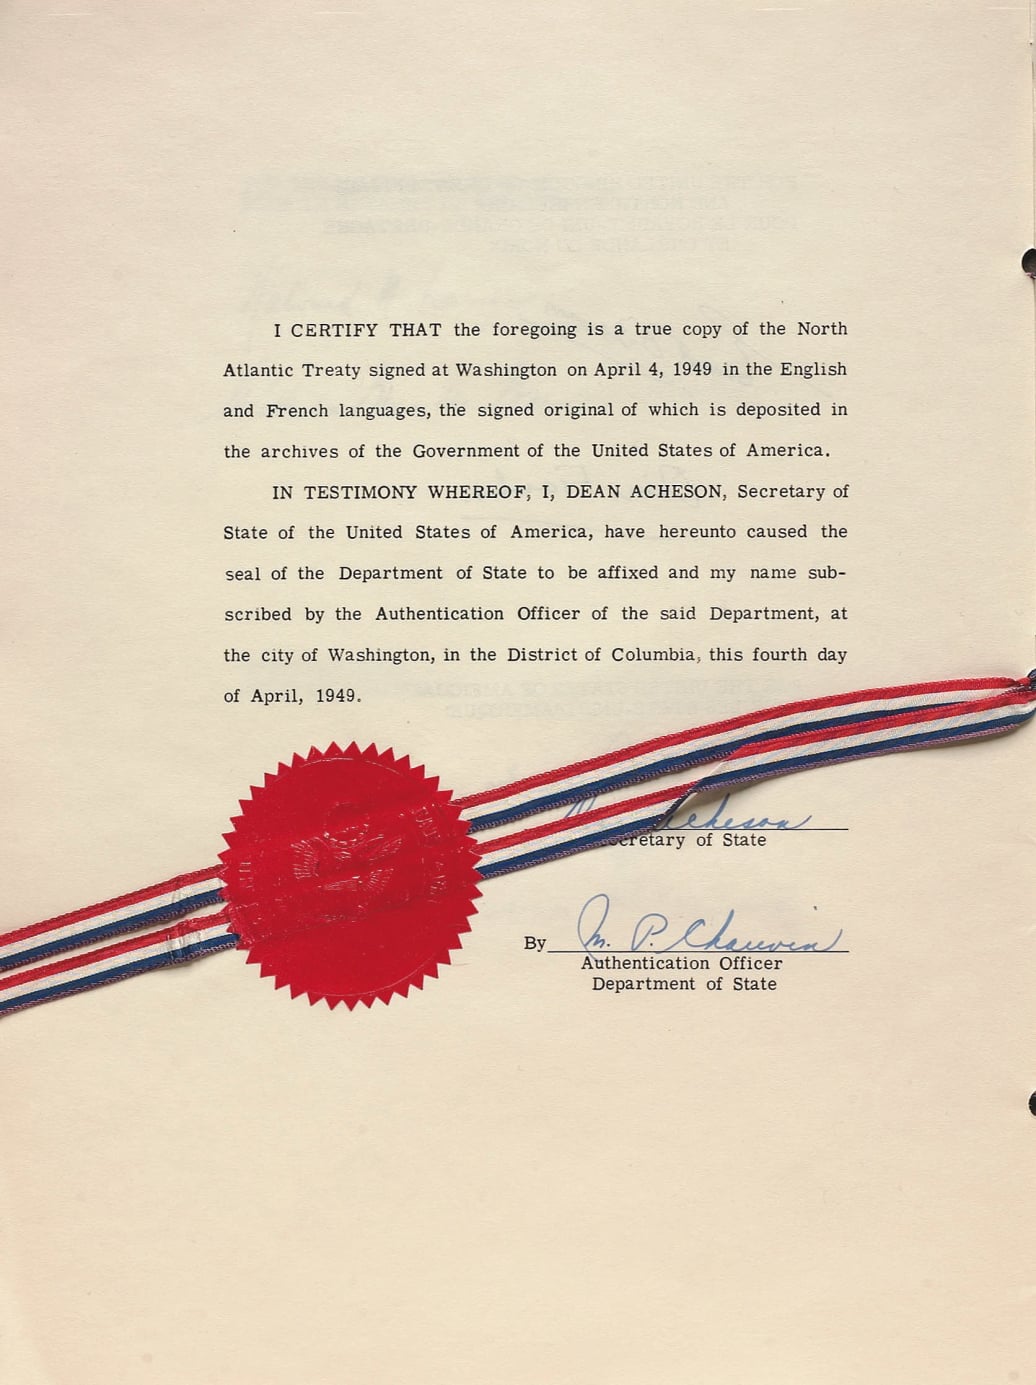 I CERTIFY THAT the foregoing is a true copy of the North
Atlantic Treaty signed at Washington on April 4, 1949 in the English
and French languages, the signed original of which is deposited in
the archives of the Government of the United States of America.
IN TESTIMONY WHEREOF, I, DEAN ACHESON, Secretary of
State of the United States of America, have hereunto caused the
seal of the Department of State to be affixed and my name sub-
scribed by the Authentication Officer of the said Department, at
the city of Washington, in the District of Columbia, this fourth day
of April, 1949.
Acheson
Secretary of State
By M. P. Chauvin
Authentication Officer
Department of State